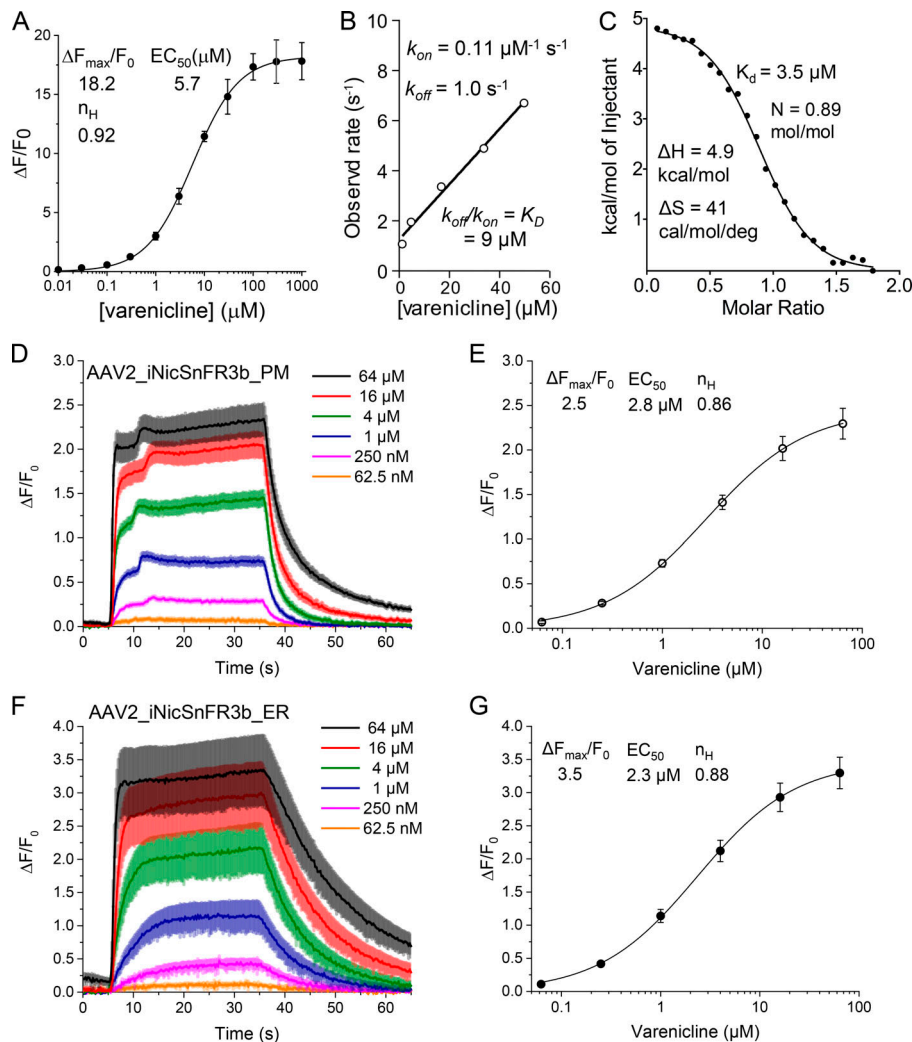 A
ΔFmax/F0 EC50(μM)
18.2 5.7
nH
0.92
ΔF/F0
20
15
10
5
0
0.01 0.1 1 10 100 1000
[varenicline] (μM)
B
kon = 0.11 μM-1 s-1
koff = 1.0 s-1
Observd rate (s-1)
8
6
4
2
0
koff/kon = KD
= 9 μM
0 20 40 60
[varenicline] (μM)
C
kcal/mol of Injectant
5
4
3
2
1
0
Kd = 3.5 μM
N = 0.89
mol/mol
ΔH = 4.9
kcal/mol
ΔS = 41
cal/mol/deg
0.0 0.5 1.0 1.5 2.0
Molar Ratio
D
AAV2_iNicSnFR3b_PM
ΔF/F0
3.0
2.5
2.0
1.5
1.0
0.5
0.0
64 μM
16 μM
4 μM
1 μM
250 nM
62.5 nM
0 10 20 30 40 50 60
Time (s)
E
ΔFmax/F0 EC50 nH
2.5 2.8 μM 0.86
ΔF/F0
3.0
2.5
2.0
1.5
1.0
0.5
0.0
0.1 1 10 100
Varenicline (μM)
F
AAV2_iNicSnFR3b_ER
ΔF/F0
4.0
3.5
3.0
2.5
2.0
1.5
1.0
0.5
0.0
64 μM
16 μM
4 μM
1 μM
250 nM
62.5 nM
0 10 20 30 40 50 60
Time (s)
G
ΔFmax/F0 EC50 nH
3.5 2.3 μM 0.88
ΔF/F0
4.0
3.5
3.0
2.5
2.0
1.5
1.0
0.5
0.0
0.1 1 10 100
Varenicline (μM)